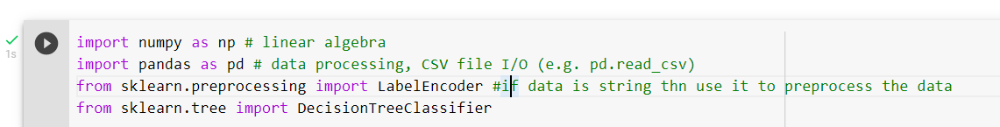 import numpy as np # linear algebra
import pandas as pd # data processing, CSV file I/O (e.g. pd.read_csv)
1s
from sklearn.preprocessing import LabelEncoder #if data is string thn use it to preprocess the data
from sklearn.tree import DecisionTreeClassifier